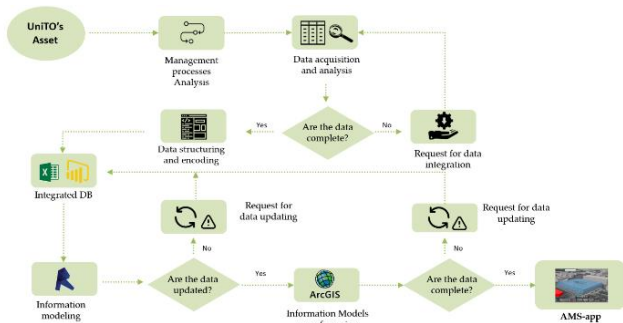 UniTO's
Asset
Management
processes
Analysis
Data acquisition
and analysis
Yes
Are the data
complete?
No
Data structuring
and encoding
Request for data
integration
Integrated DB
Request for
data updating
Request for data
updating
No
No
Information
modeling
Are the data
updated?
Yes
ArcGIS
Information Models
Are the data
complete?
Yes
AMS-app